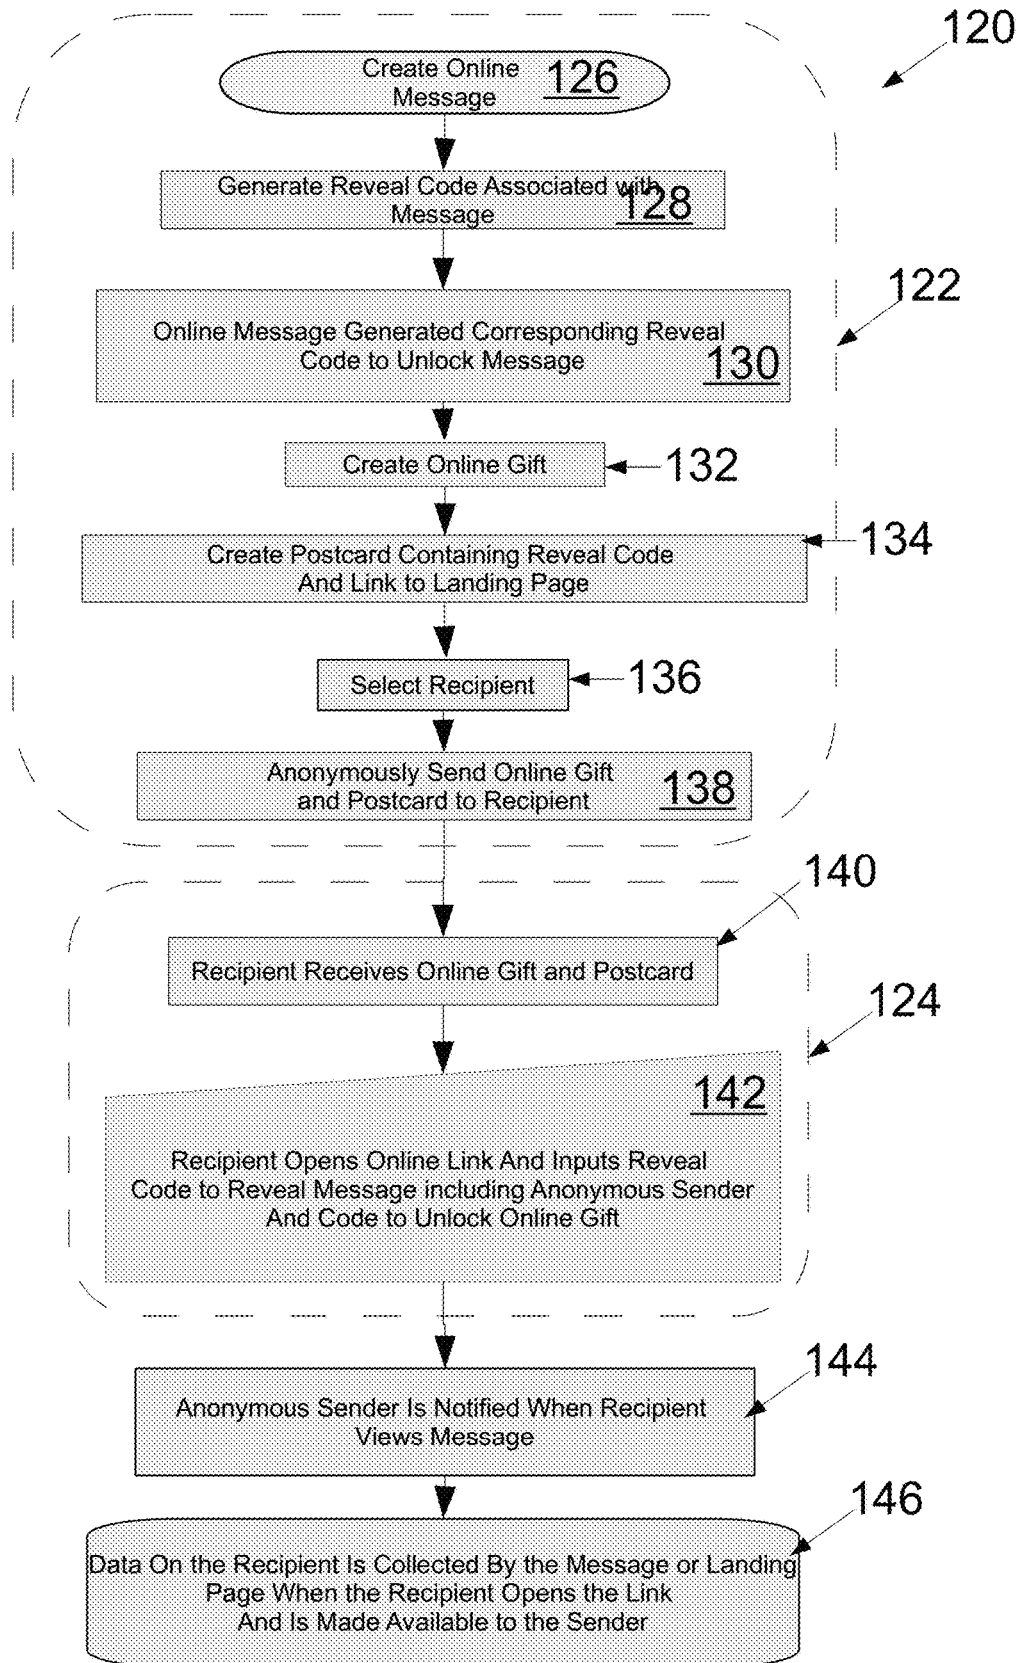 120
Create Online
Message
126
Generate Reveal Code Associated with
Message
128
122
Online Message Generated Corresponding Reveal
Code to Unlock Message
130
Create Online Gift
132
134
Create Postcard Containing Reveal Code
And Link to Landing Page
Select Recipient
136
Anonymously Send Online Gift
and Postcard to Recipient
138
140
Recipient Receives Online Gift and Postcard
124
142
Recipient Opens Online Link And Inputs Reveal
Code to Reveal Message including Anonymous Sender
And Code to Unlock Online Gift
144
Anonymous Sender Is Notified When Recipient
Views Message
146
Data On the Recipient Is Collected By the Message or Landing
Page When the Recipient Opens the Link
And Is Made Available to the Sender